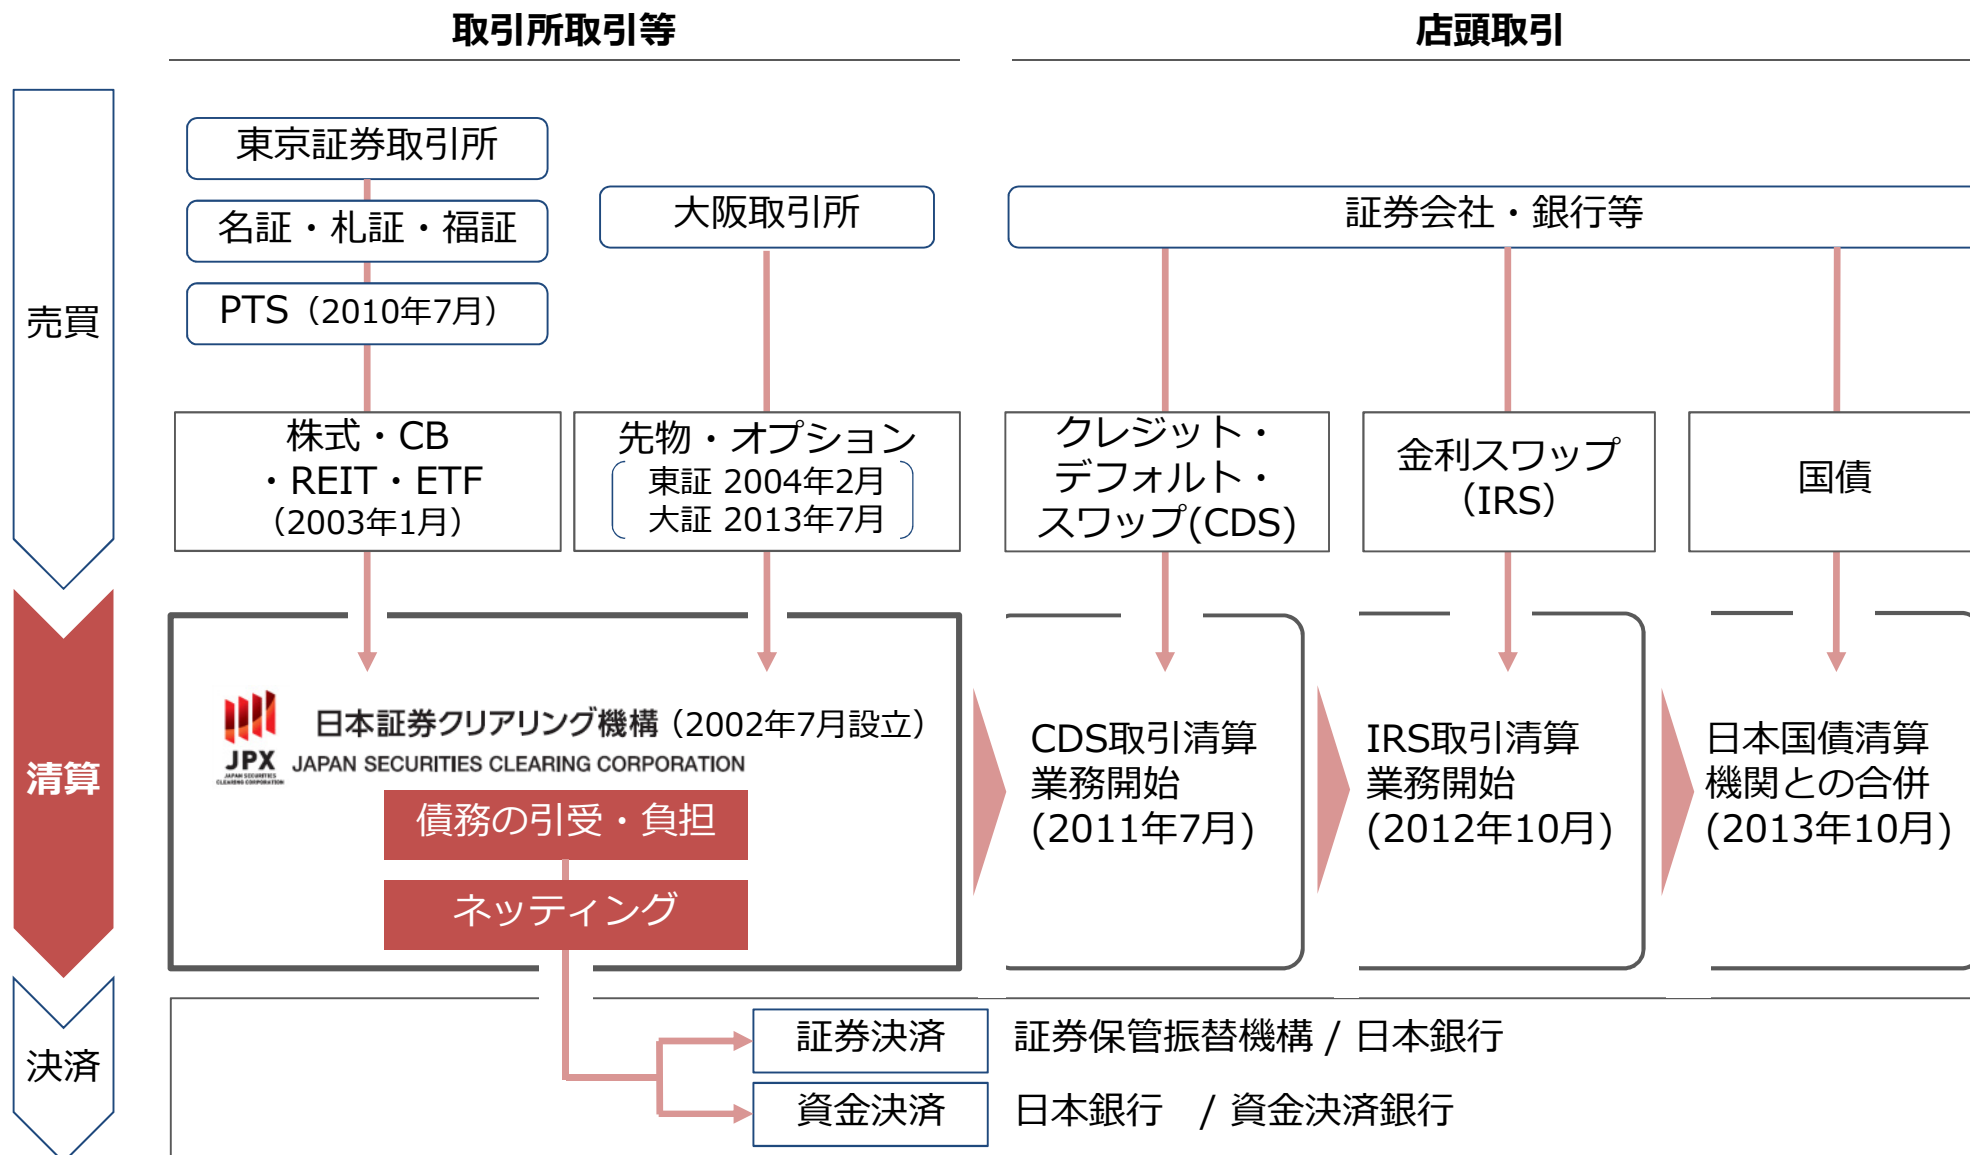 取引所取引等
店頭取引
売買
東京証券取引所
名証・札証・福証
PTS（2010年7月）
大阪取引所
証券会社・銀行等
株式・CB
・REIT・ETF
（2003年1月）
先物・オプション
東証 2004年2月
大証 2013年7月
クレジット・
デフォルト・
スワップ(CDS)
金利スワップ
（IRS）
国債
清算
JPX
JAPAN SECURITIES
CLEARING CORPORATION
日本証券クリアリング機構（2002年7月設立）
JAPAN SECURITIES CLEARING CORPORATION
債務の引受・負担
ネッティング
CDS取引清算
業務開始
(2011年7月)
IRS取引清算
業務開始
(2012年10月)
日本国債清算
機関との合併
(2013年10月)
決済
証券決済
証券保管振替機構 / 日本銀行
資金決済
日本銀行　/ 資金決済銀行